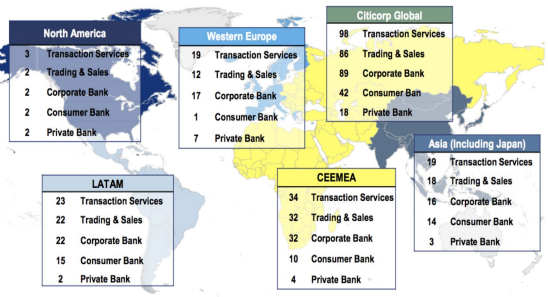 Citicorp Global
98 Transaction Services
86 Trading & Sales
89 Corporate Bank
42 Consumer Ban
18 Private Bank
North America
3 Transaction Services
2 Trading & Sales
2 Corporate Bank
2 Consumer Bank
2 Private Bank
Western Europe
19 Transaction Services
12 Trading & Sales
17 Corporate Bank
1 Consumer Bank
7 Private Bank
Asia (Including Japan)
19 Transaction Services
18 Trading & Sales
16 Corporate Bank
14 Consumer Bank
3 Private Bank
LATAM
23 Transaction Services
22 Trading & Sales
22 Corporate Bank
15 Consumer Bank
2 Private Bank
CEEMEA
34 Transaction Services
32 Trading & Sales
32 Corporate Bank
10 Consumer Bank
4 Private Bank